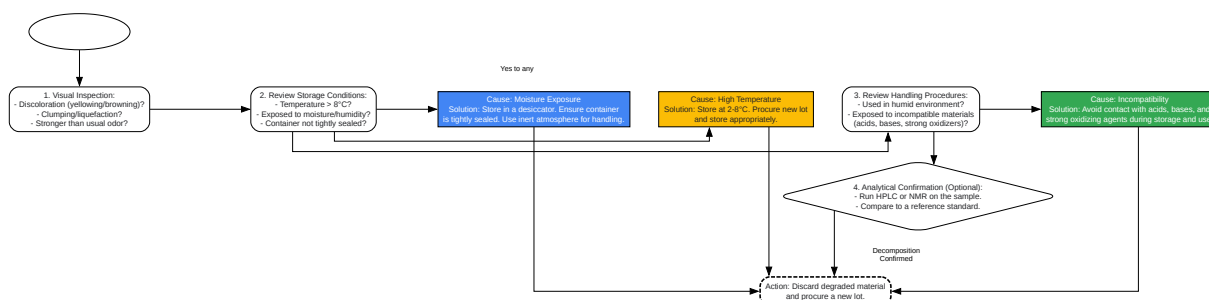 Yes to any
1. Visual Inspection:
- Discoloration (yellowing/browning)?
- Clumping/liquefaction?
- Stronger than usual odor?
2. Review Storage Conditions:
- Temperature > 8°C?
- Exposed to moisture/humidity?
- Container not tightly sealed?
Cause: Moisture Exposure
Solution: Store in a desiccator. Ensure container
is tightly sealed. Use inert atmosphere for handling.
Cause: High Temperature
Solution: Store at 2-8°C. Procure new lot
and store appropriately.
3. Review Handling Procedures:
- Used in humid environment?
- Exposed to incompatible materials
(acids, bases, strong oxidizers)?
Cause: Incompatibility
Solution: Avoid contact with acids, bases, and
strong oxidizing agents during storage and use
4. Analytical Confirmation (Optional):
- Run HPLC or NMR on the sample.
- Compare to a reference standard.
Decomposition
Confirmed
Action: Discard degraded material
and procure a new lot.